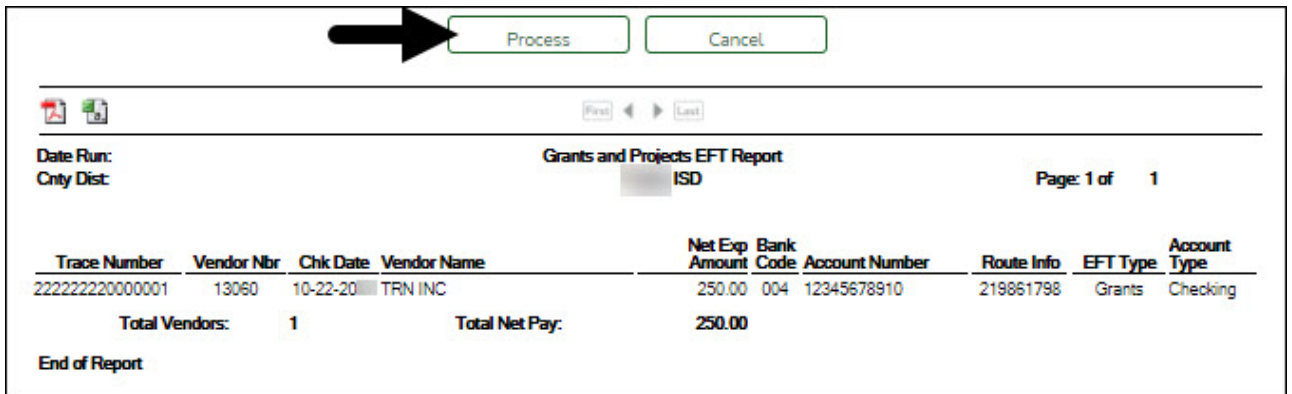 Process Cancel
First Last
Date Run: Grants and Projects EFT Report
Cnty Dist: ISD Page: 1 of 1
Net Exp Bank Account
Trace Number Vendor Nbr Chk Date Vendor Name Amount Code Account Number Route Info EFT Type Type
222222220000001 13060 10-22-20 TRN INC 250.00 004 12345678910 219861798 Grants Checking
Total Vendors: 1 Total Net Pay: 250.00
End of Report